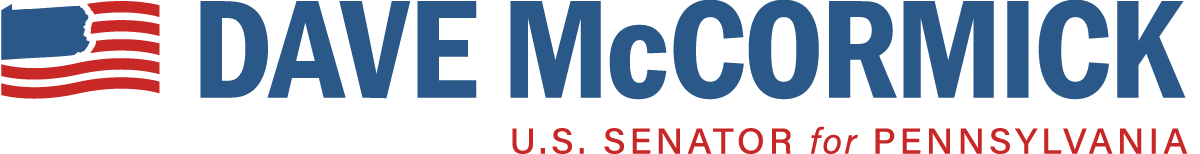 DAVE McCORMICK
U.S. SENATOR for PENNSYLVANIA